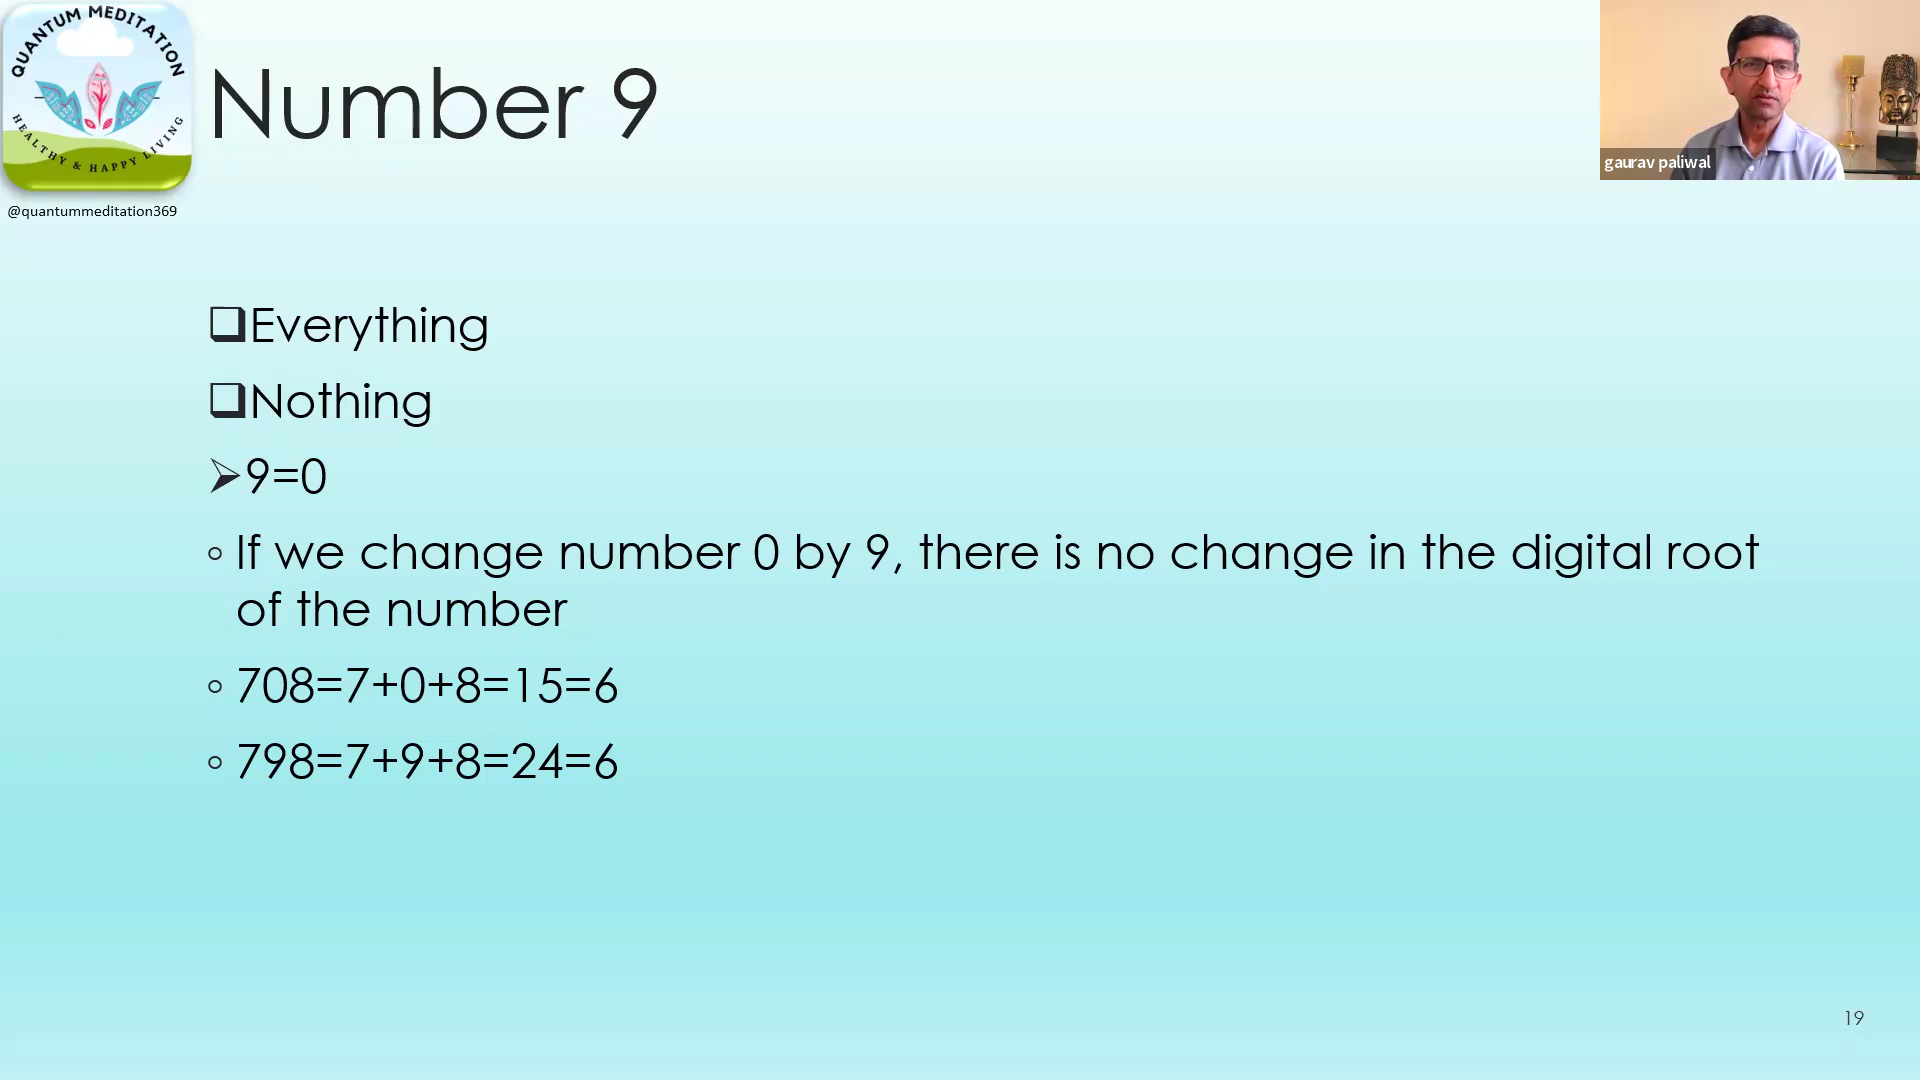 QUANTUM MEDITATION
HEALTHY & HAPPY LIVING
@quantummeditation369
Number 9
gaurav paliwal
❑Everything
❑Nothing
➢9=0
◦ If we change number 0 by 9, there is no change in the digital root
of the number
◦ 708=7+0+8=15=6
◦ 798=7+9+8=24=6
19